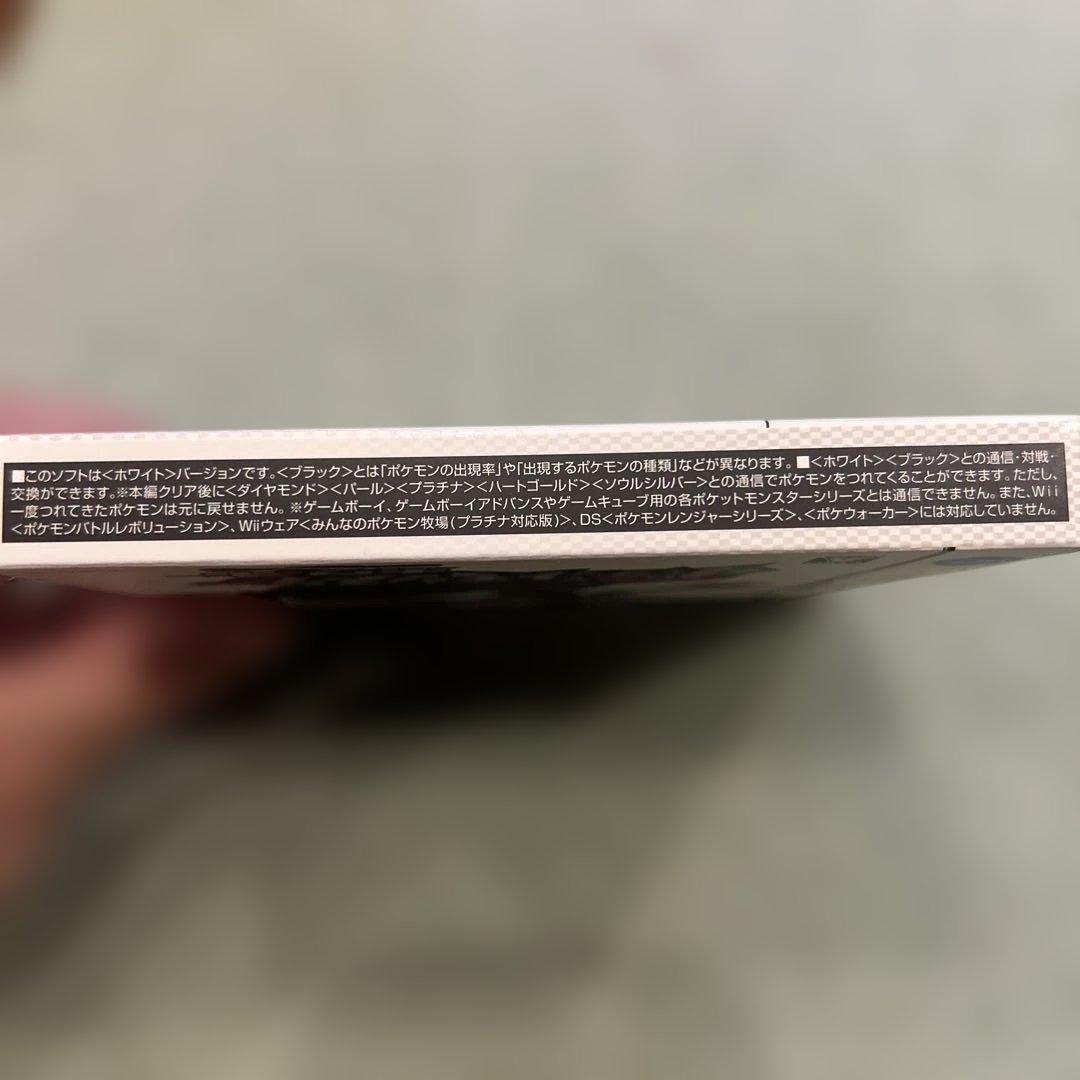 ■このソフトは<ホワイト>バージョンです。<ブラック>とは「ポケモンの出現率」や「出現するポケモンの種類」などが異なります。■<ホワイト><ブラック>との通信・対戦・
交換ができます。※本編クリア後に<ダイヤモンド><パール><プラチナ><ハートゴールド><ソウルシルバー>との通信でポケモンをつれてくることができます。ただし、
一度つれてきたポケモンは元に戻せません。※ゲームボーイ、ゲームボーイアドバンスやゲームキューブ用の各ポケットモンスターシリーズとは通信できません。また、Wii
<ポケモンバトルレボリューション>、Wiiウェア<みんなのポケモン牧場(プラチナ対応版)>、DS<ポケモンレンジャーシリーズ>、<ポケウォーカー>には対応していません。